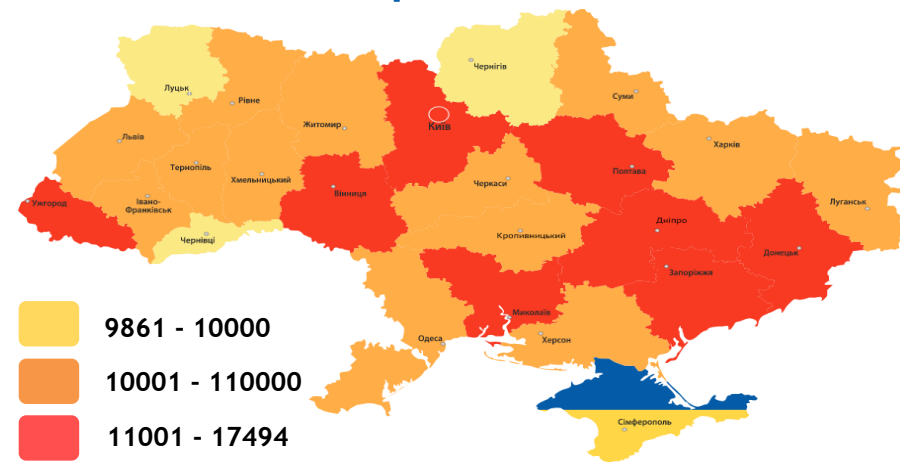 Чернігів
Луцьк
Рівне
Суми
Житомир
Київ
Львів
Харків
Тернопіль
Полтава
Хмельницький
Черкаси
Вінниця
Ужгород
Івано-
Франківськ
Луганськ
Дніпро
Чернівці
Кропивницький
Донецьк
Запоріжжя
Миколаїв
Одеса
Херсон
Сімферополь
9861 - 10000
10001 - 110000
11001 - 17494